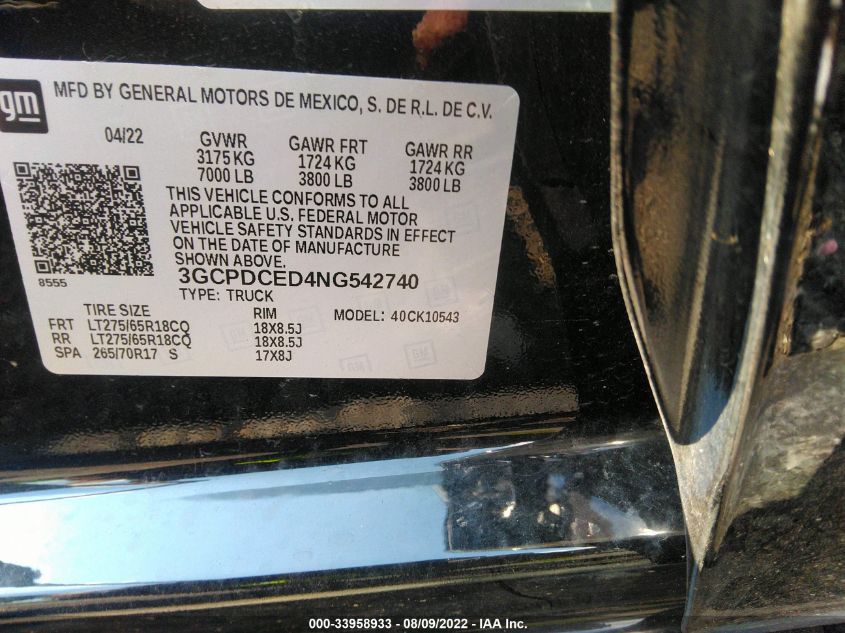 gm
MFD BY GENERAL MOTORS DE MEXICO, S. DE R.L. DE C.V.
04/22 GVWR GAWR FRT GAWR RR
3175 KG 1724 KG 1724 KG
7000 LB 3800 LB 3800 LB
THIS VEHICLE CONFORMS TO ALL
APPLICABLE U.S. FEDERAL MOTOR
VEHICLE SAFETY STANDARDS IN EFFECT
ON THE DATE OF MANUFACTURE
SHOWN ABOVE.
8555
3GCPDCED4NG542740
TYPE: TRUCK
TIRE SIZE RIM MODEL: 40CK10543
FRT LT275/65R18CQ 18X8.5J
RR LT275/65R18CQ 18X8.5J
SPA 265/70R17 S 17X8J
000-33958933 - 08/09/2022 - IAA Inc.